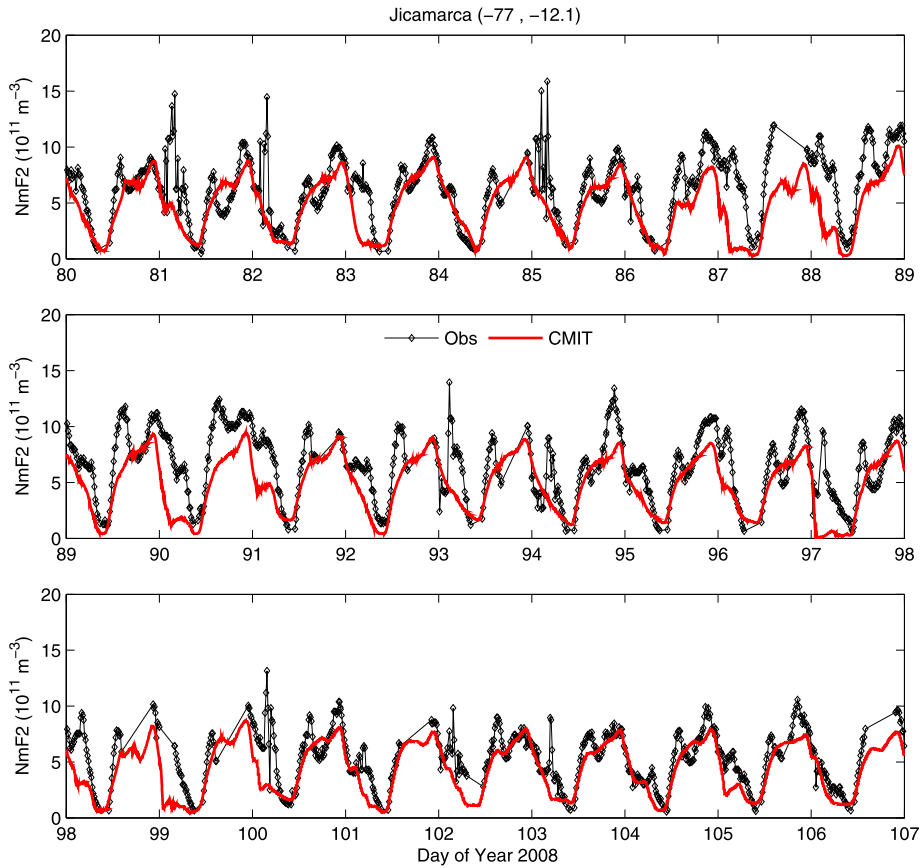 Jicamarca (−77 , −12.1)
20
15
10
5
0
NmF2 (10^11 m^−3)
80 81 82 83 84 85 86 87 88 89
20
15
10
5
0
NmF2 (10^11 m^−3)
Obs CMIT
89 90 91 92 93 94 95 96 97 98
20
15
10
5
0
NmF2 (10^11 m^−3)
98 99 100 101 102 103 104 105 106 107
Day of Year 2008